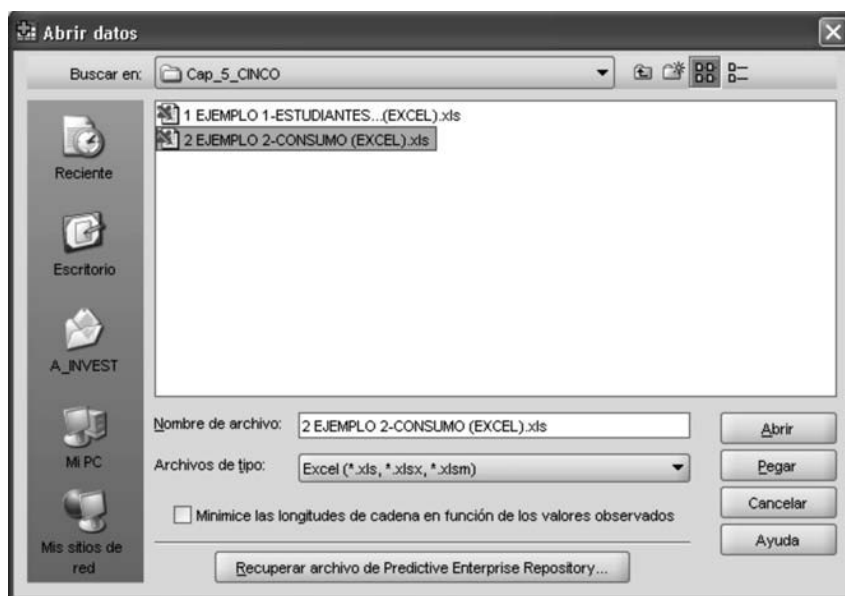 Abrir datos
Buscar en: Cap_5_CINCO
1 EJEMPLO 1-ESTUDIANTES...(EXCEL).xls
2 EJEMPLO 2-CONSUMO (EXCEL).xls
Reciente
Escritorio
A_INVEST
Mi PC
Mis sitios de
red
Nombre de archivo: 2 EJEMPLO 2-CONSUMO (EXCEL).xls
Abrir
Archivos de tipo: Excel (*.xls, *.xlsx, *.xlsm)
Pegar
Minimice las longitudes de cadena en función de los valores observados
Cancelar
Ayuda
Recuperar archivo de Predictive Enterprise Repository...